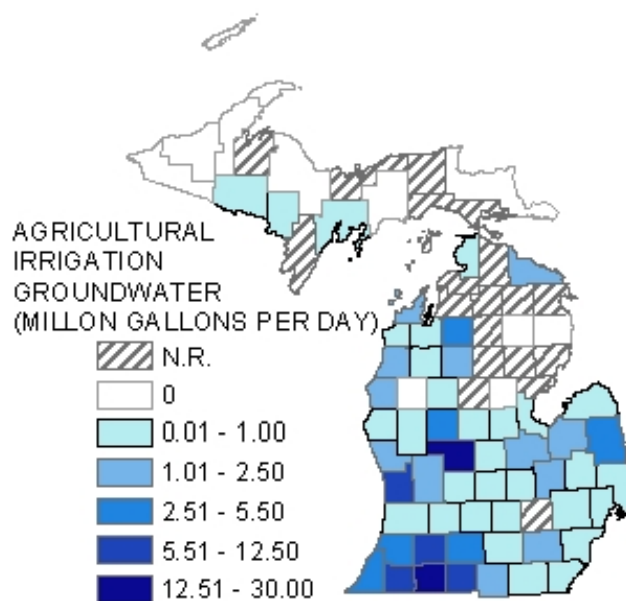 AGRICULTURAL
IRRIGATION
GROUNDWATER
(MILLON GALLONS PER DAY)
N.R.
0
0.01 - 1.00
1.01 - 2.50
2.51 - 5.50
5.51 - 12.50
12.51 - 30.00